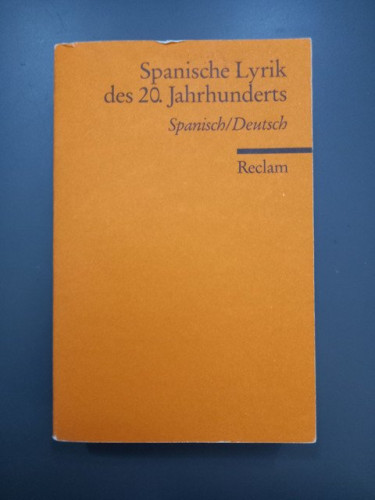 Spanische Lyrik
des 20. Jahrhunderts
Spanisch/Deutsch
Reclam